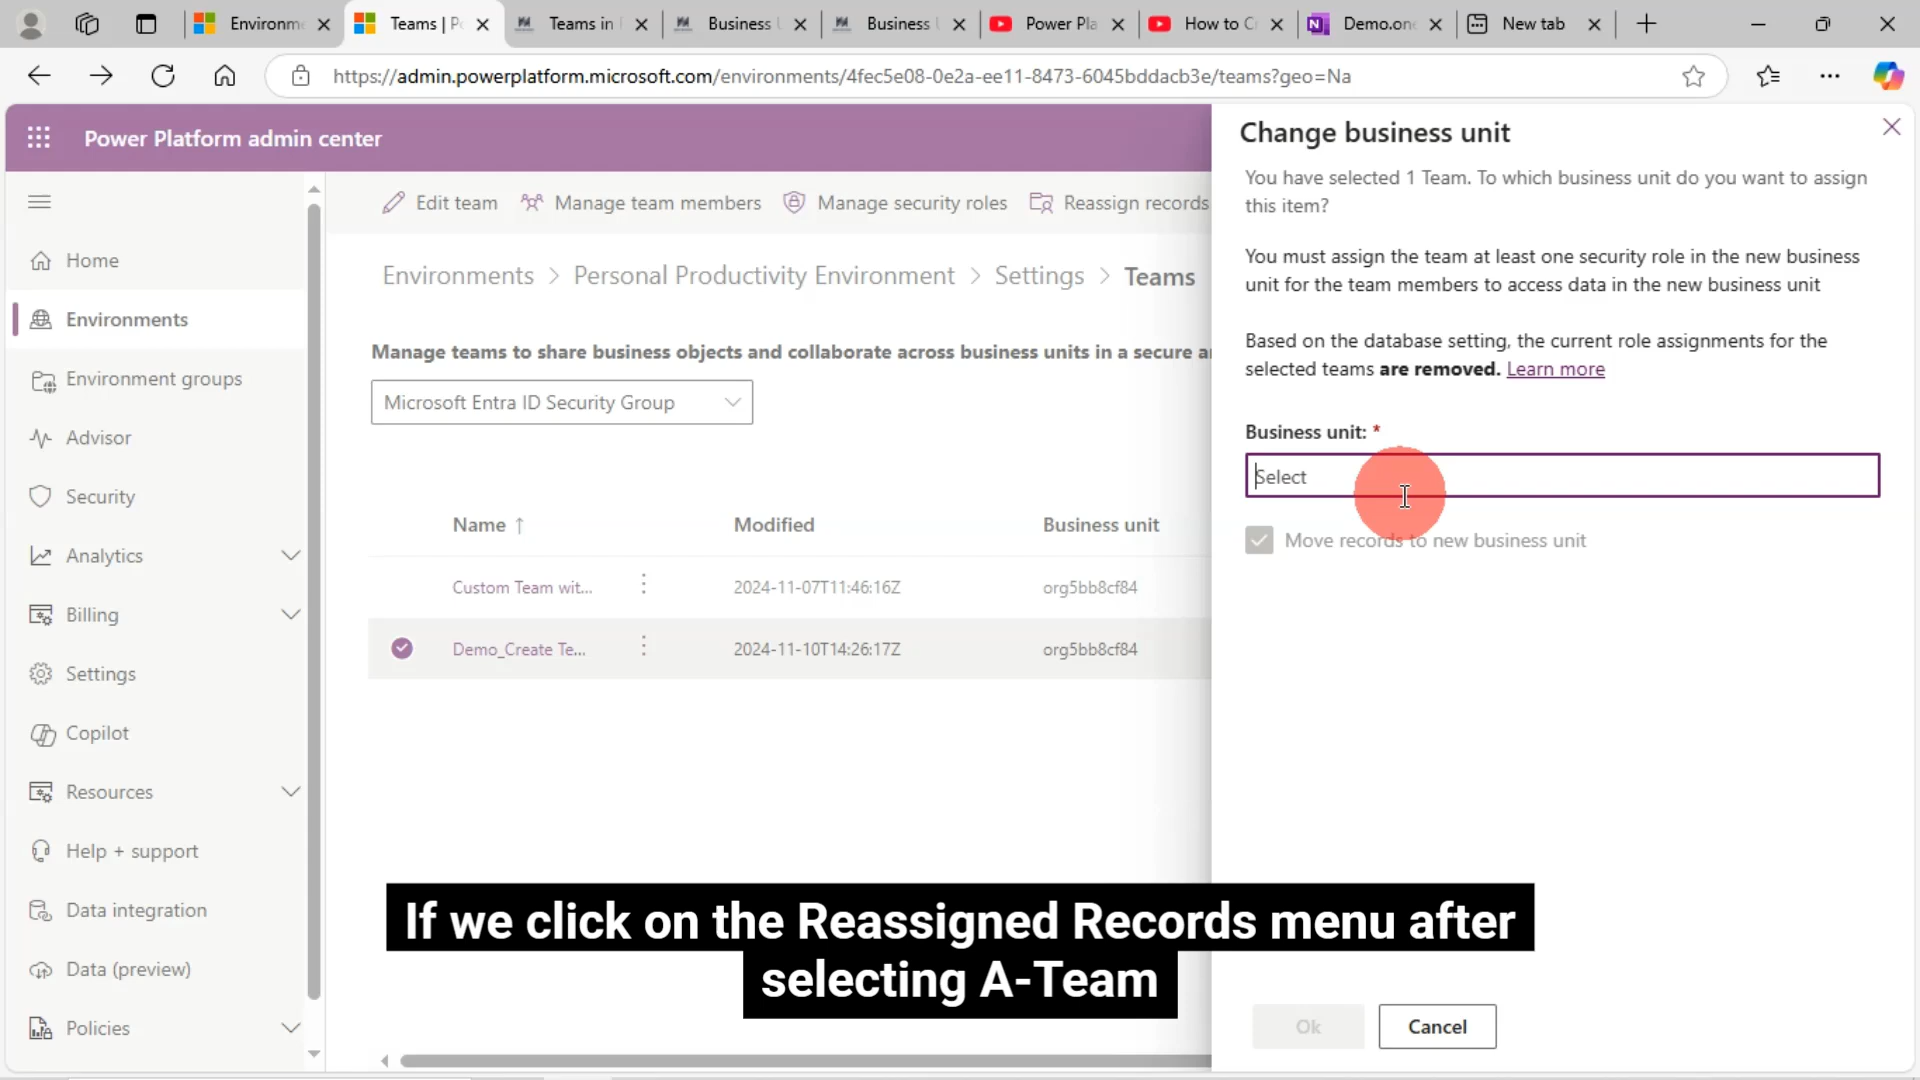 Environm
Teams | Po
Teams in
Business
Business
Power Pla
How to C
Demo.one
New tab
https://admin.powerplatform.microsoft.com/environments/4fec5e08-0e2a-ee11-8473-6045bddacb3e/teams?geo=Na
Power Platform admin center
Home
Environments
Environment groups
Advisor
Security
Analytics
Billing
Settings
Copilot
Resources
Help + support
Data integration
Data (preview)
Policies
Edit team
Manage team members
Manage security roles
Reassign records
Environments > Personal Productivity Environment > Settings > Teams
Manage teams to share business objects and collaborate across business units in a secure a
Microsoft Entra ID Security Group
Name ↑ Modified Business unit
Custom Team wit... 2024-11-07T11:46:16Z org5bb8cf84
Demo_Create Te... 2024-11-10T14:26:17Z org5bb8cf84
Change business unit
You have selected 1 Team. To which business unit do you want to assign
this item?
You must assign the team at least one security role in the new business
unit for the team members to access data in the new business unit
Based on the database setting, the current role assignments for the
selected teams are removed. Learn more
Business unit: *
Select
Move records to new business unit
Ok
Cancel
If we click on the Reassigned Records menu after
selecting A-Team